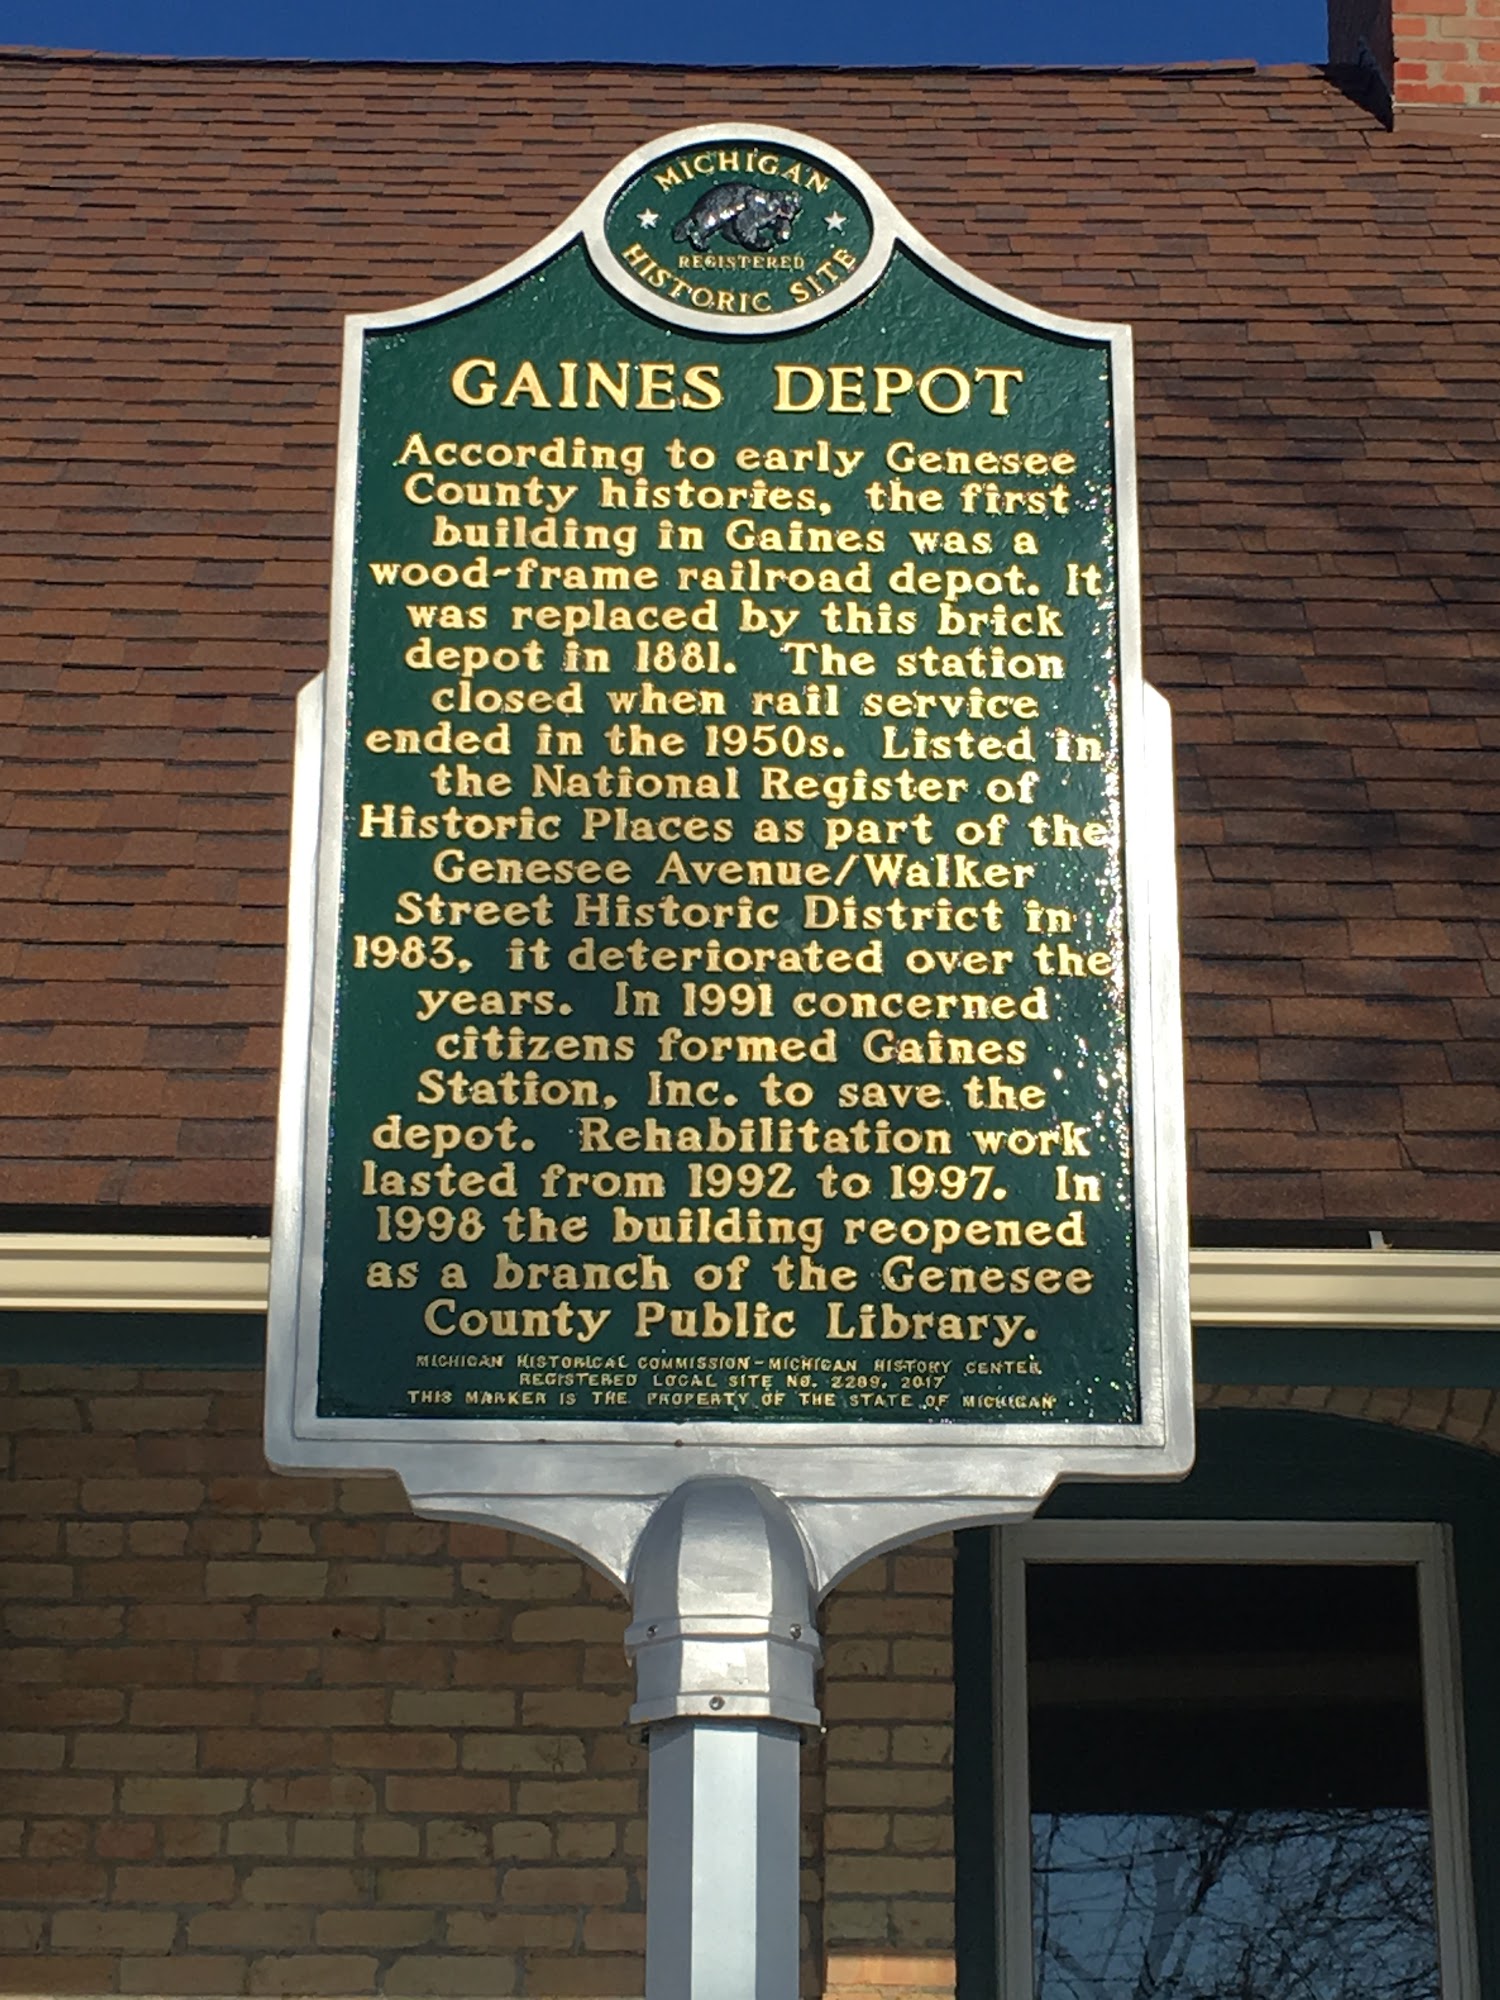 MICHIGAN
REGISTERED
HISTORIC SITE
GAINES DEPOT
According to early Genesee
County histories, the first
building in Gaines was a
wood-frame railroad depot. It
was replaced by this brick
depot in 1881. The station
closed when rail service
ended in the 1950s. Listed in
the National Register of
Historic Places as part of the
Genesee Avenue/Walker
Street Historic District in
1983, it deteriorated over the
years. In 1991 concerned
citizens formed Gaines
Station, Inc. to save the
depot. Rehabilitation work
lasted from 1992 to 1997. In
1998 the building reopened
as a branch of the Genesee
County Public Library.
MICHIGAN HISTORICAL COMMISSION-MICHIGAN HISTORY CENTER
REGISTERED LOCAL SITE NO. 2289, 2017
THIS MARKER IS THE PROPERTY OF THE STATE OF MICHIGAN